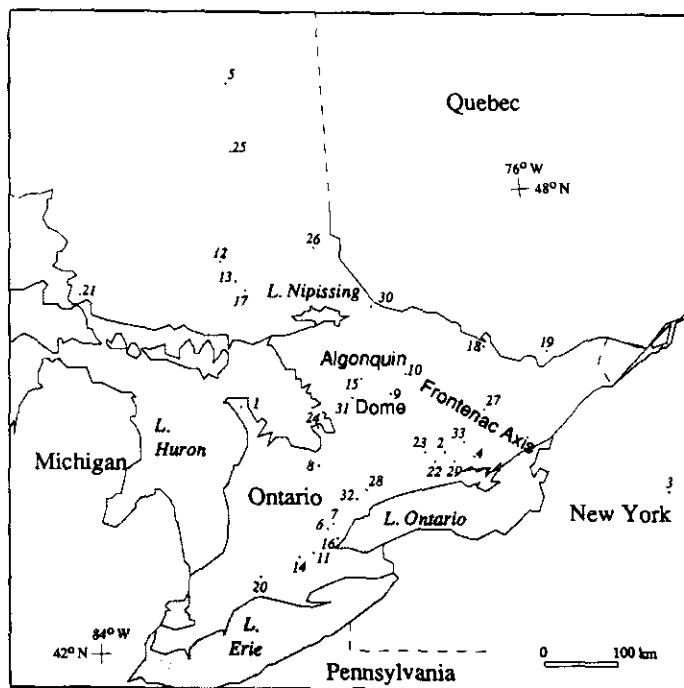 5
Quebec
25
76° W
48° N
26
12
13
17
21
L. Nipissing
30
18
19
Algonquin
10
15
9
31
Dome
Frontenac Axis
27
1
24
L.
Huron
33
23
2
4
Michigan
8
22
29
28
3
Ontario
32
7
6
L. Ontario
New York
16
11
14
20
84° W
42° N
L.
Erie
0
100 km
Pennsylvania